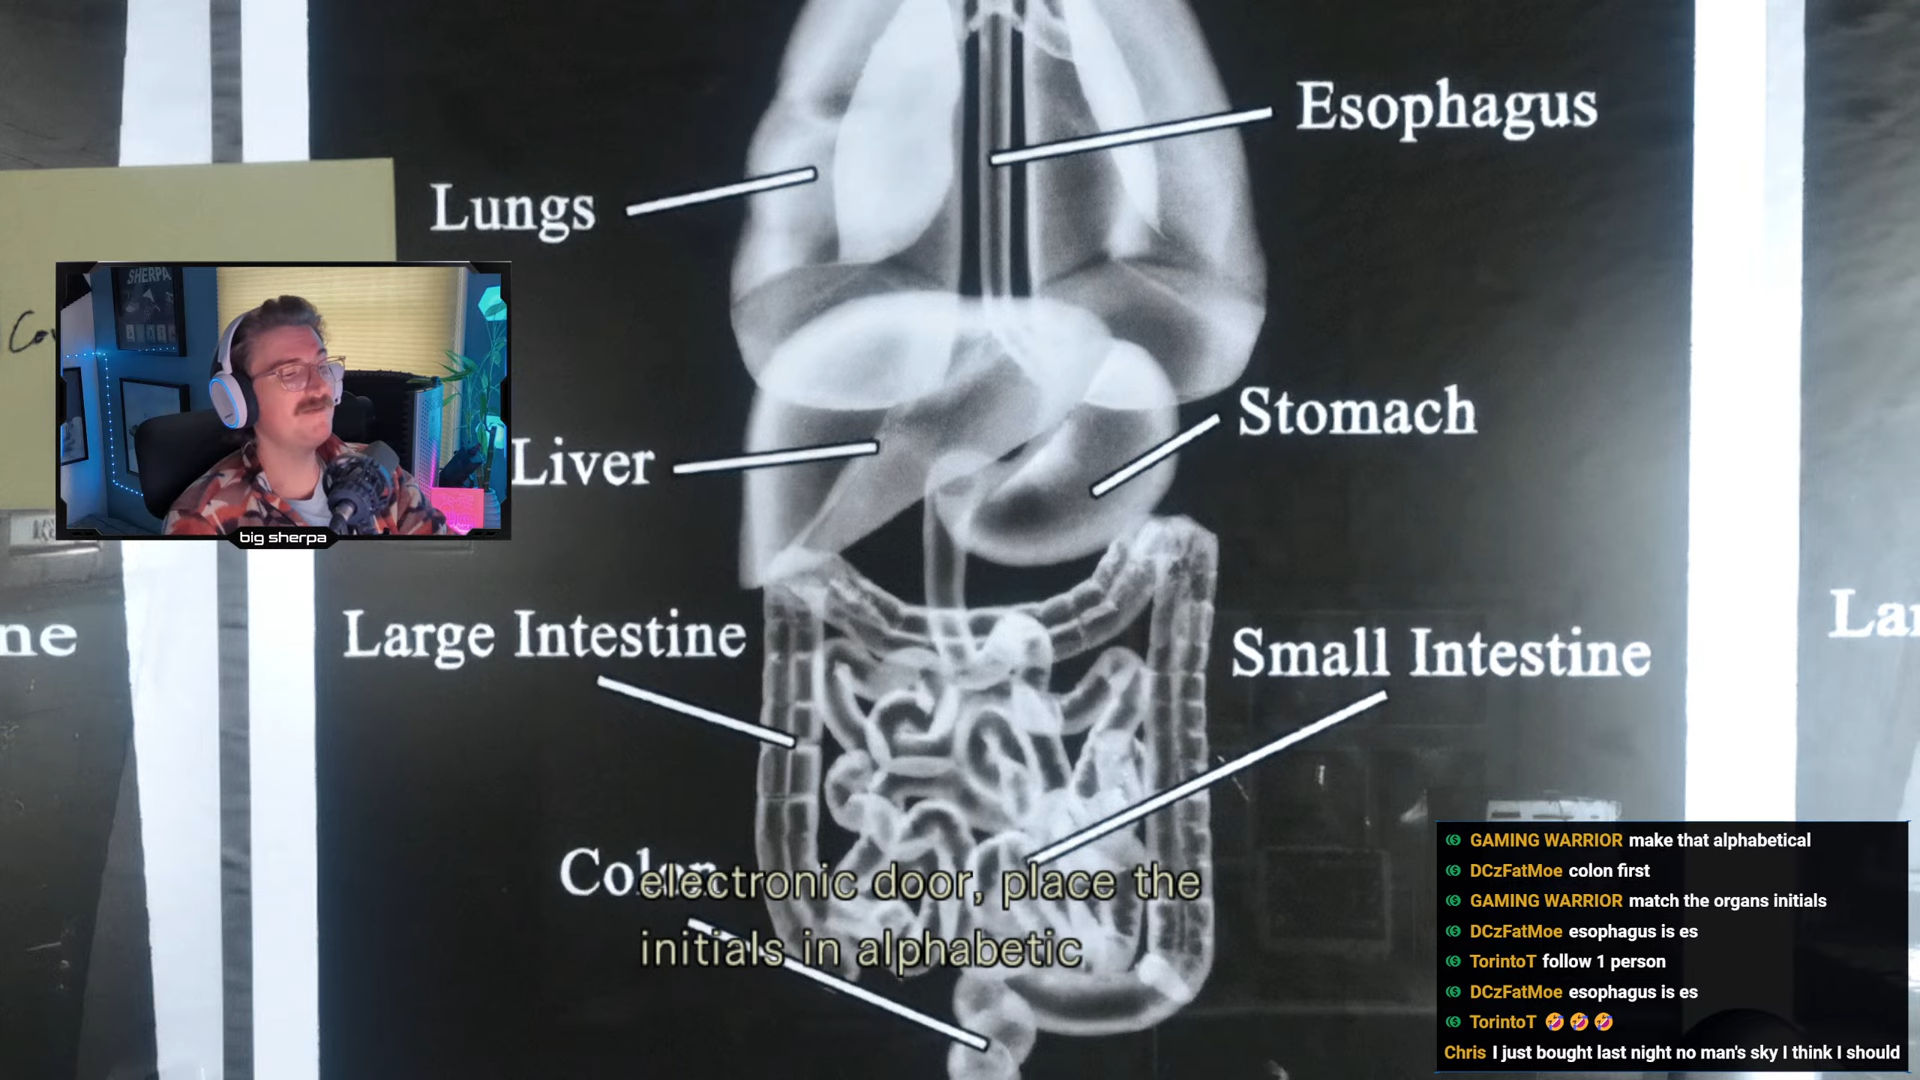 Esophagus
Lungs
SHERPA
Stomach
Liver
big sherpa
ne
Large Intestine
Small Intestine
electronic door, place the
initials in alphabetic
GAMING WARRIOR make that alphabetical
DCzFatMoe colon first
GAMING WARRIOR match the organs initials
DCzFatMoe esophagus is es
TorintoT follow 1 person
DCzFatMoe esophagus is es
TorintoT 🤣 🤣 🤣
Chris I just bought last night no man's sky I think I should